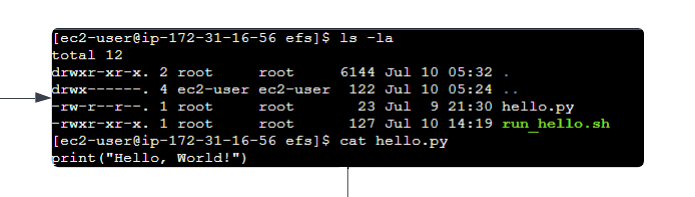 [ec2-user@ip-172-31-16-56 efs]$ ls -la
total 12
drwxr-xr-x. 2 root     root     6144 Jul 10 05:32 .
drwx------. 4 ec2-user ec2-user  122 Jul 10 05:24 ..
-rw-r--r--. 1 root     root       23 Jul  9 21:30 hello.py
-rwxr-xr-x. 1 root     root      127 Jul 10 14:19 run_hello.sh
[ec2-user@ip-172-31-16-56 efs]$ cat hello.py
print("Hello, World!")